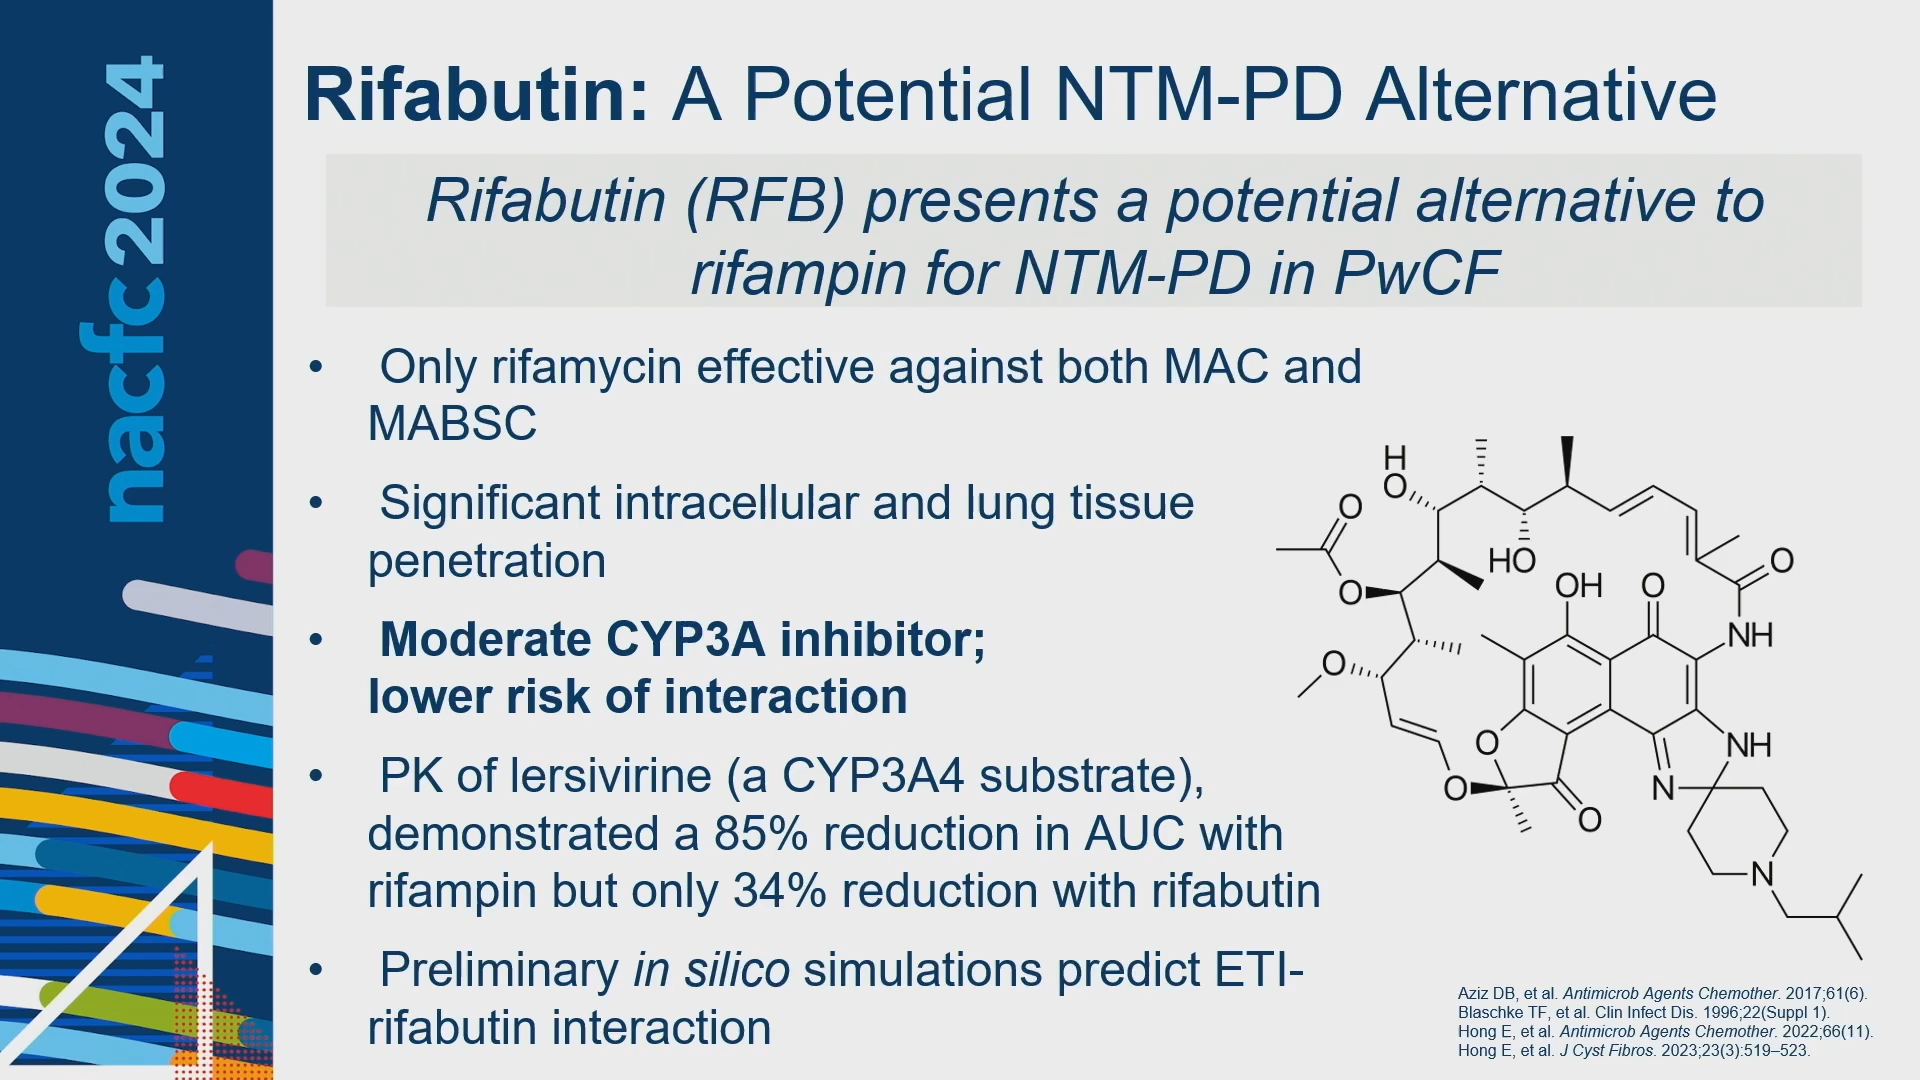 nacfc 2024
Rifabutin: A Potential NTM-PD Alternative
Rifabutin (RFB) presents a potential alternative to
rifampin for NTM-PD in PwCF
• Only rifamycin effective against both MAC and
MABSC
• Significant intracellular and lung tissue
penetration
• Moderate CYP3A inhibitor;
lower risk of interaction
• PK of lersivirine (a CYP3A4 substrate),
demonstrated a 85% reduction in AUC with
rifampin but only 34% reduction with rifabutin
• Preliminary in silico simulations predict ETI-
rifabutin interaction
H
O
O
HO
O
OH
O
O
NH
O
O
NH
O
N
O
N
Aziz DB, et al. Antimicrob Agents Chemother. 2017;61(6).
Blaschke TF, et al. Clin Infect Dis. 1996;22(Suppl 1).
Hong E, et al. Antimicrob Agents Chemother. 2022;66(11).
Hong E, et al. J Cyst Fibros. 2023;23(3):519–523.